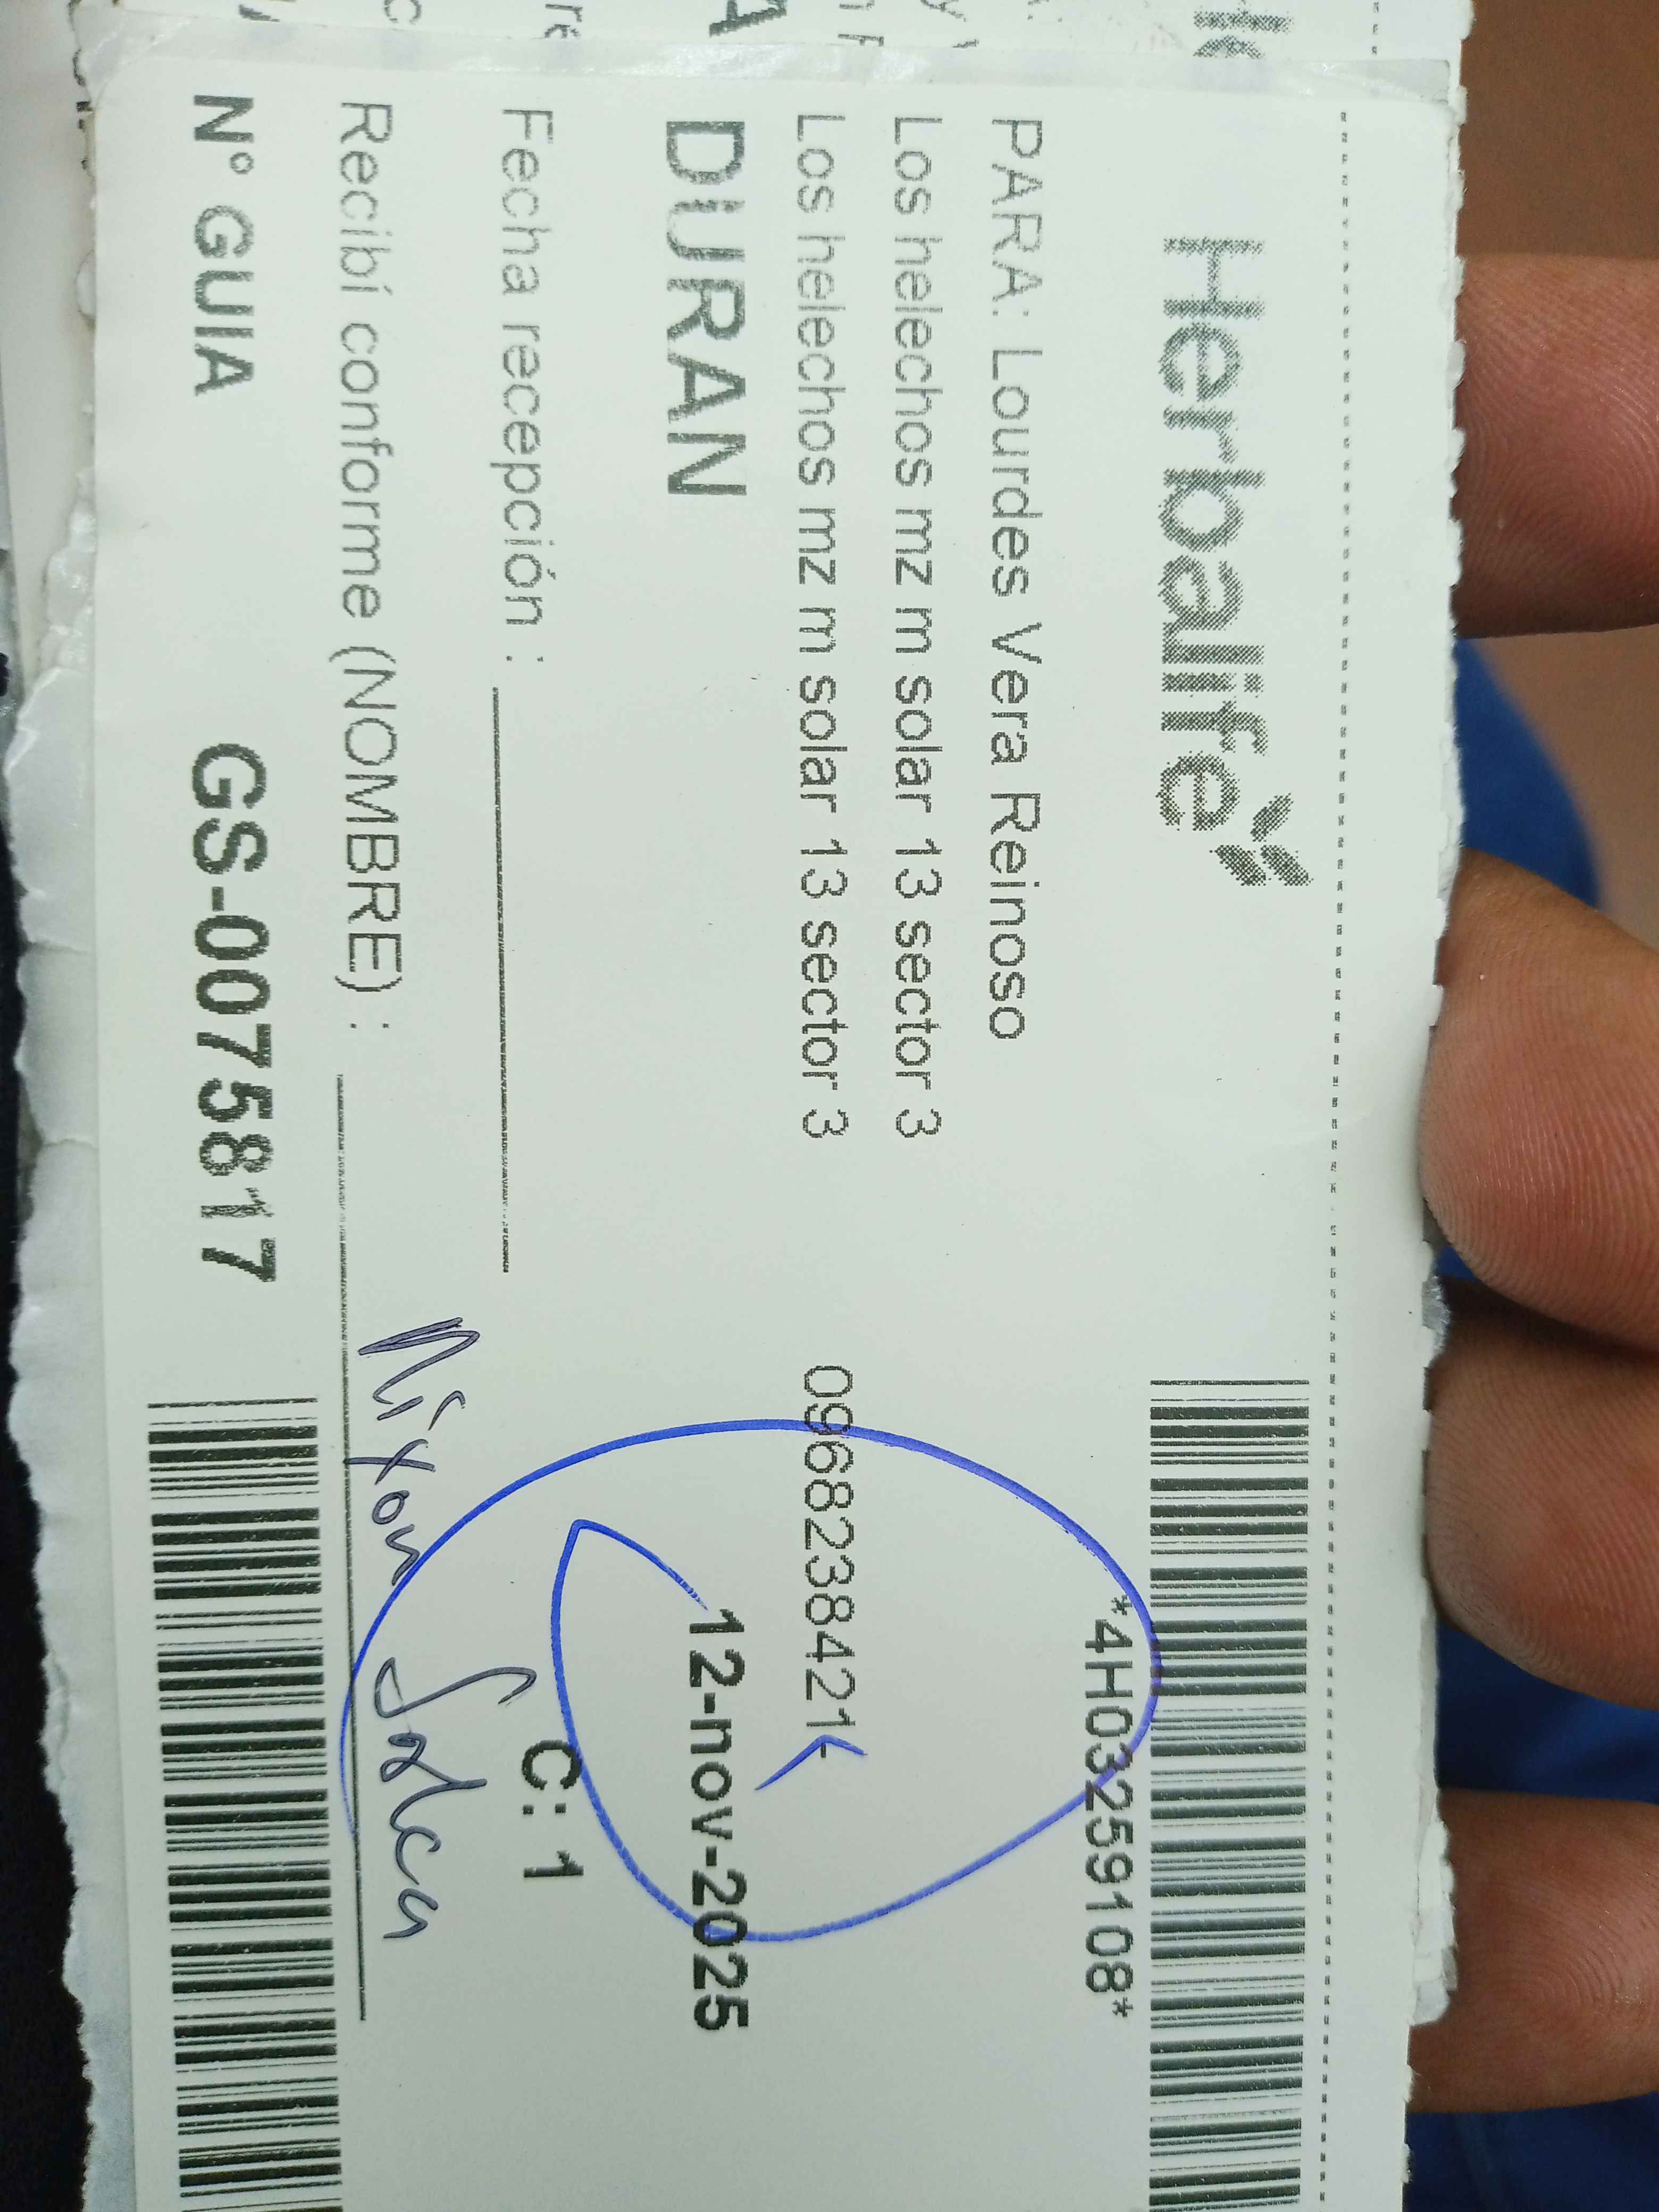 Herbalife
*4H03259108*
PARA: Lourdes Vera Reinoso
Los helechos mz m solar 13 sector 3
Los helechos mz m solar 13 sector 3
0968238421-
DURAN
12-nov-2025
Fecha recepción :
C: 1
Recibí conforme (NOMBRE) :
Nixon
N° GUIA
GS-0075817